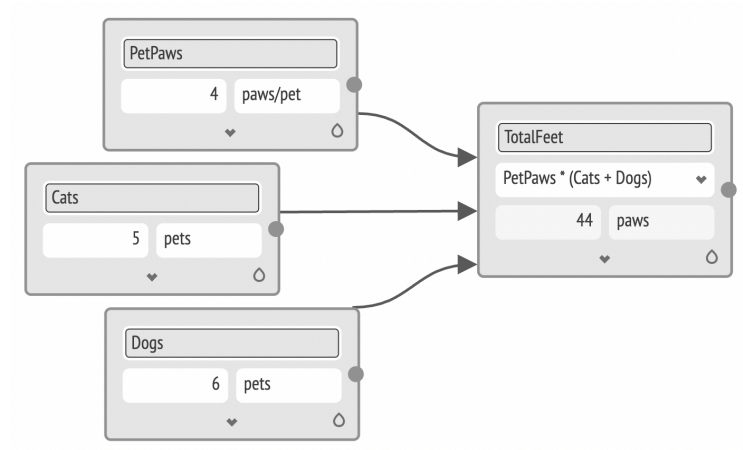 PetPaws
4 paws/pet
Cats
5 pets
Dogs
6 pets
TotalFeet
PetPaws * (Cats + Dogs)
44 paws